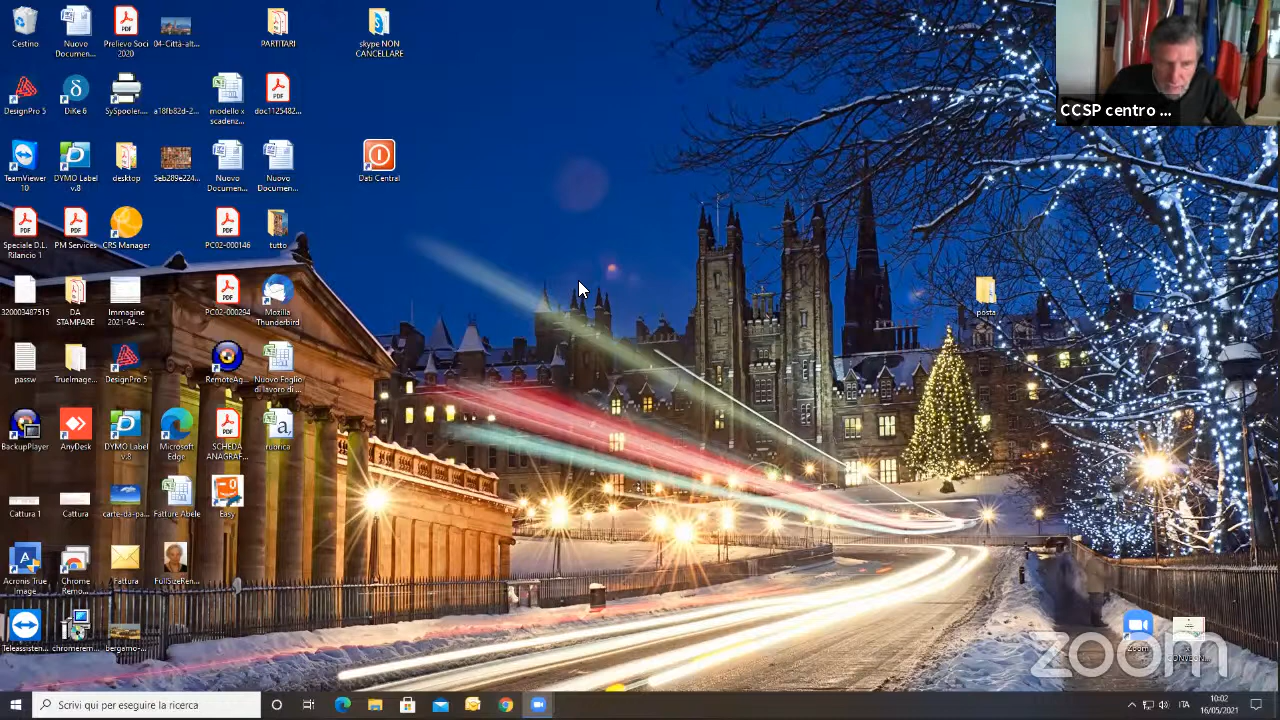 Cestino
Nuovo
Documen...
Prelievo Soci
2020
04-Città-alt...
PARTITARI
skype NON
CANCELLARE
CCSP centro ...
DesignPro 5
DiKe 6
SySpooler...
a18fb82d-2...
modello x
scadenz...
doc1125482...
TeamViewer
10
DYMO Label
v.8
desktop
5eb289e224...
Nuovo
Documen...
Nuovo
Documen...
Dati Central
Speciale D.L.
Rilancio 1
PM Services
CRS Manager
PC02-000146
tutto
320003487515
DA
STAMPARE
Immagine
2021-04-...
PC02-000294
Mozilla
Thunderbird
posta
passw
TrueImage...
DesignPro 5
RemoteAg...
Nuovo Foglio
di lavoro di ...
BackupPlayer
AnyDesk
DYMO Label
v.8
Microsoft
Edge
SCHEDA
ANAGRAF...
rubrica
Cattura 1
Cattura
carte-da-pa...
Fatture Abele
Easy
Acronis True
Image
Chrome
Remo...
Fattura
FullSizeRen...
Teleassisten...
chromerem...
bergamo-...
Zoom
zoom
Scrivi qui per eseguire la ricerca
ITA
10:02
16/05/2021